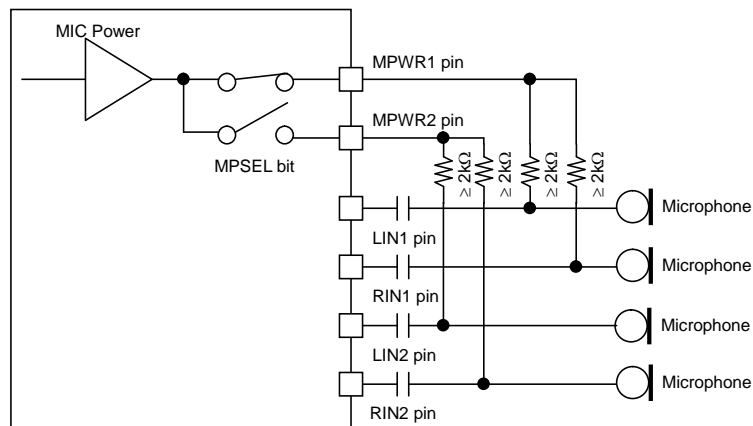 MIC Power
MPWR1 pin
MPWR2 pin
MPSEL bit
≥ 2kΩ
≥ 2kΩ
≥ 2kΩ
≥ 2kΩ
Microphone
LIN1 pin
Microphone
RIN1 pin
Microphone
LIN2 pin
Microphone
RIN2 pin